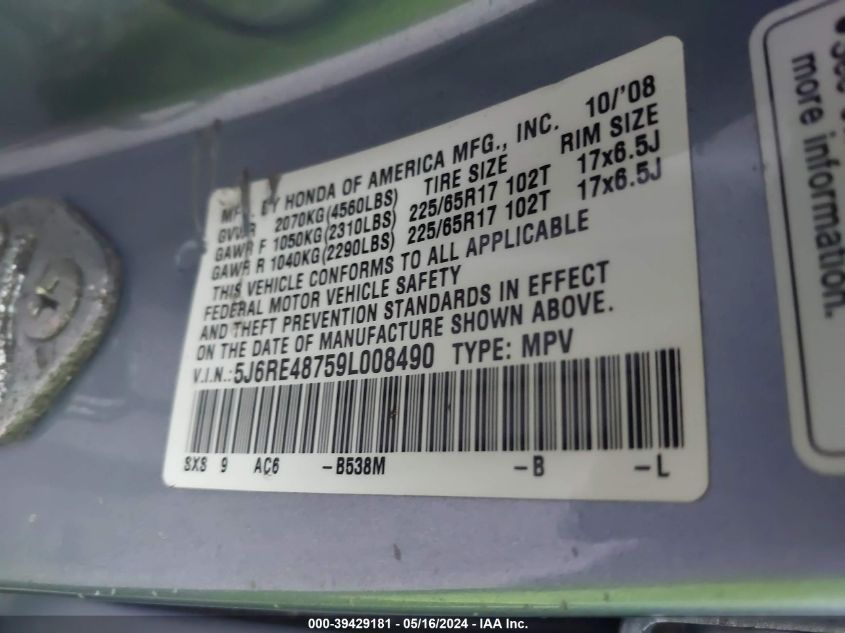 MFD. BY HONDA OF AMERICA MFG., INC. 10/'08
GVWR 2070KG(4560LBS) TIRE SIZE RIM SIZE
GAWR F 1050KG(2310LBS) 225/65R17 102T 17x6.5J
GAWR R 1040KG(2290LBS) 225/65R17 102T 17x6.5J
THIS VEHICLE CONFORMS TO ALL APPLICABLE
FEDERAL MOTOR VEHICLE SAFETY
AND THEFT PREVENTION STANDARDS IN EFFECT
ON THE DATE OF MANUFACTURE SHOWN ABOVE.
V.I.N.: 5J6RE48759L008490 TYPE: MPV
SXS 9 AC6 -B538M -B -L
more information.
000-39429181 - 05/16/2024 - IAA Inc.